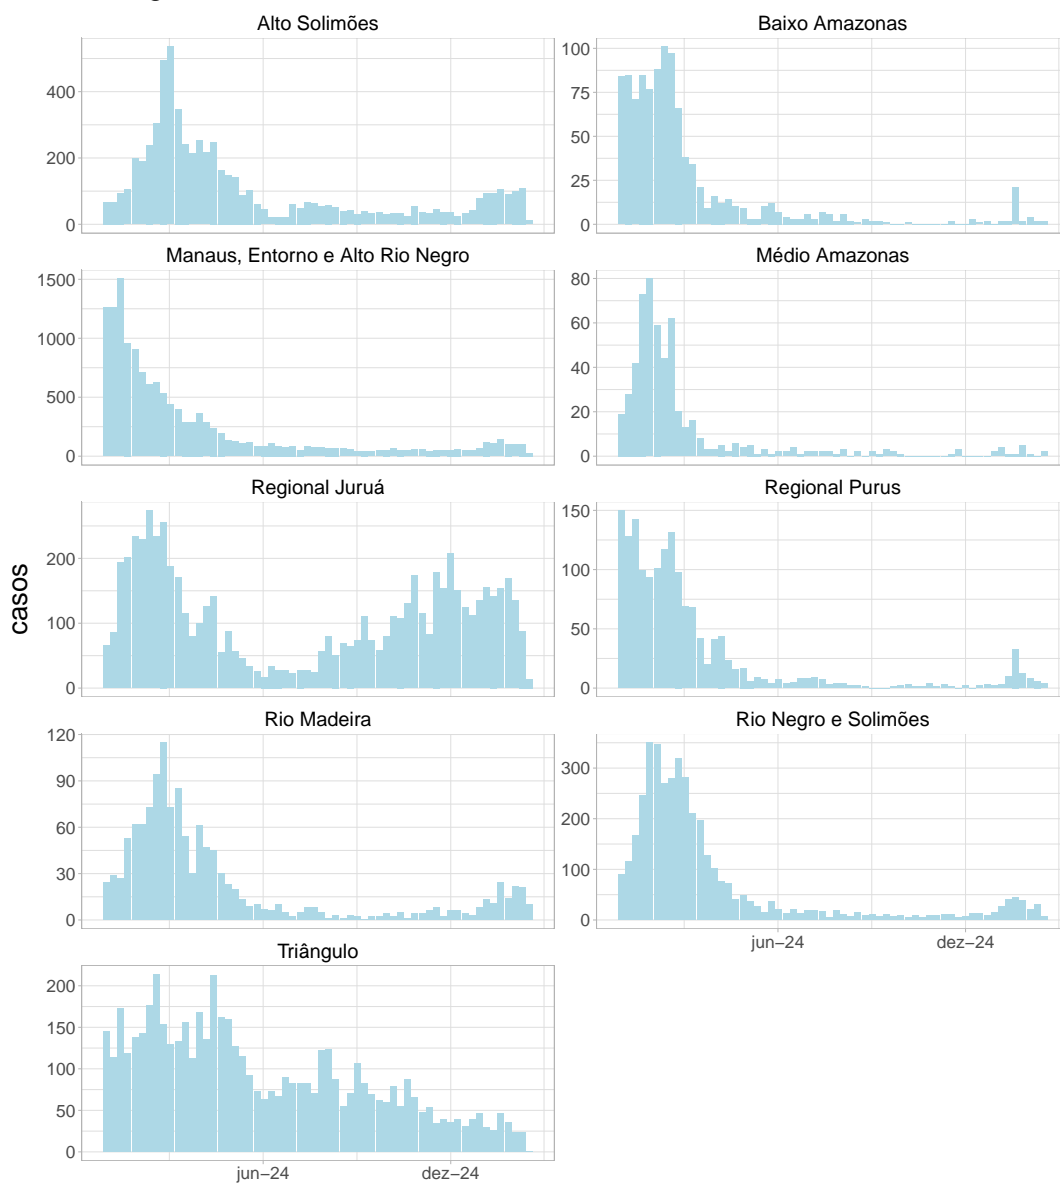 Alto Solimões
400
200
0
Baixo Amazonas
100
75
50
25
0
Manaus, Entorno e Alto Rio Negro
1500
1000
500
0
Médio Amazonas
80
60
40
20
0
Regional Juruá
200
100
0
Regional Purus
150
100
50
0
casos
Rio Madeira
120
90
60
30
0
Rio Negro e Solimões
300
200
100
0
jun−24
dez−24
Triângulo
200
150
100
50
0
jun−24
dez−24